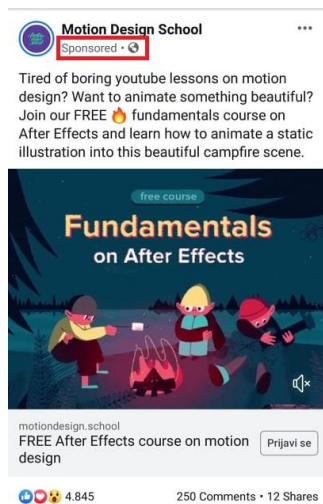 Motion Design School
Sponsored •
Tired of boring youtube lessons on motion
design? Want to animate something beautiful?
Join our FREE 🔥 fundamentals course on
After Effects and learn how to animate a static
illustration into this beautiful campfire scene.
free course
Fundamentals
on After Effects
motiondesign.school
FREE After Effects course on motion
design
Prijavi se
4.845
250 Comments • 12 Shares